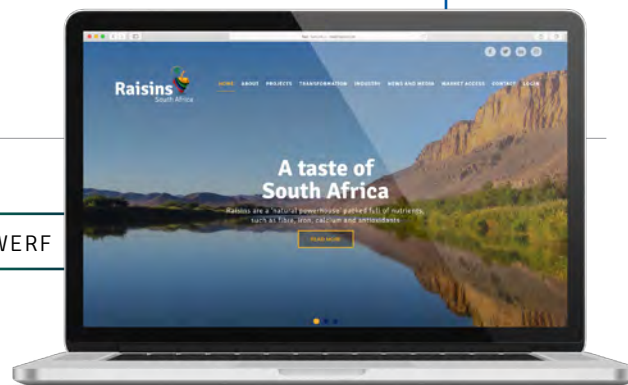 WERF
Raisins
South Africa
HOME ABOUT PROJECTS TRANSFORMATION INDUSTRY NEWS AND MEDIA MARKET ACCESS CONTACT LOGIN
A taste of
South Africa
Raisins are a 'natural powerhouse' packed full of nutrients,
such as fibre, iron, calcium and antioxidants
READ MORE